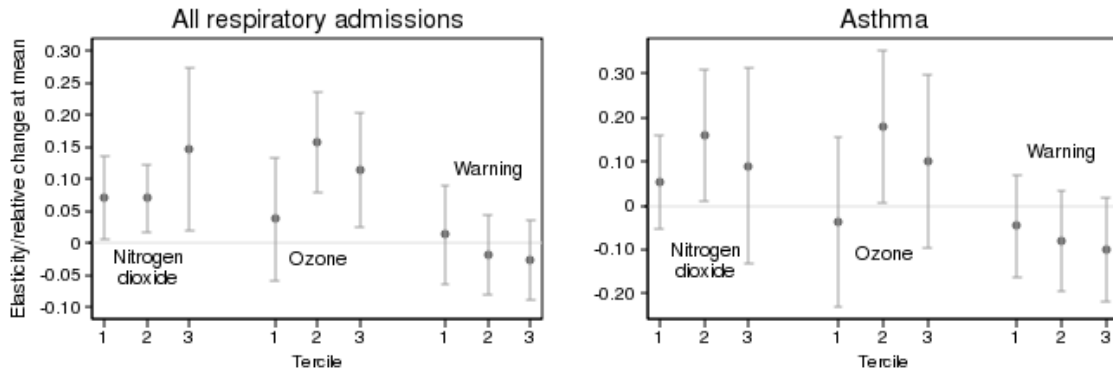 All respiratory admissions
Elasticity/relative change at mean
0.30
0.25
0.20
0.15
0.10
0.05
0
-0.05
-0.10
Nitrogen
dioxide
Ozone
Warning
1 2 3 1 2 3 1 2 3
Tercile
Asthma
0.30
0.20
0.10
0
-0.10
-0.20
Nitrogen
dioxide
Ozone
Warning
1 2 3 1 2 3 1 2 3
Tercile